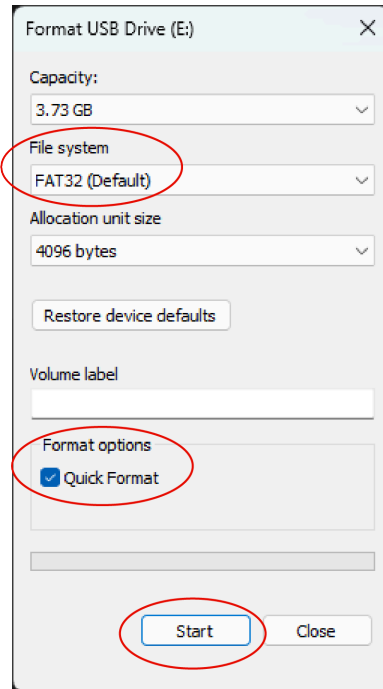 Format USB Drive (E:)
Capacity:
3.73 GB
File system
FAT32 (Default)
Allocation unit size
4096 bytes
Restore device defaults
Volume label
Format options
Quick Format
Start Close